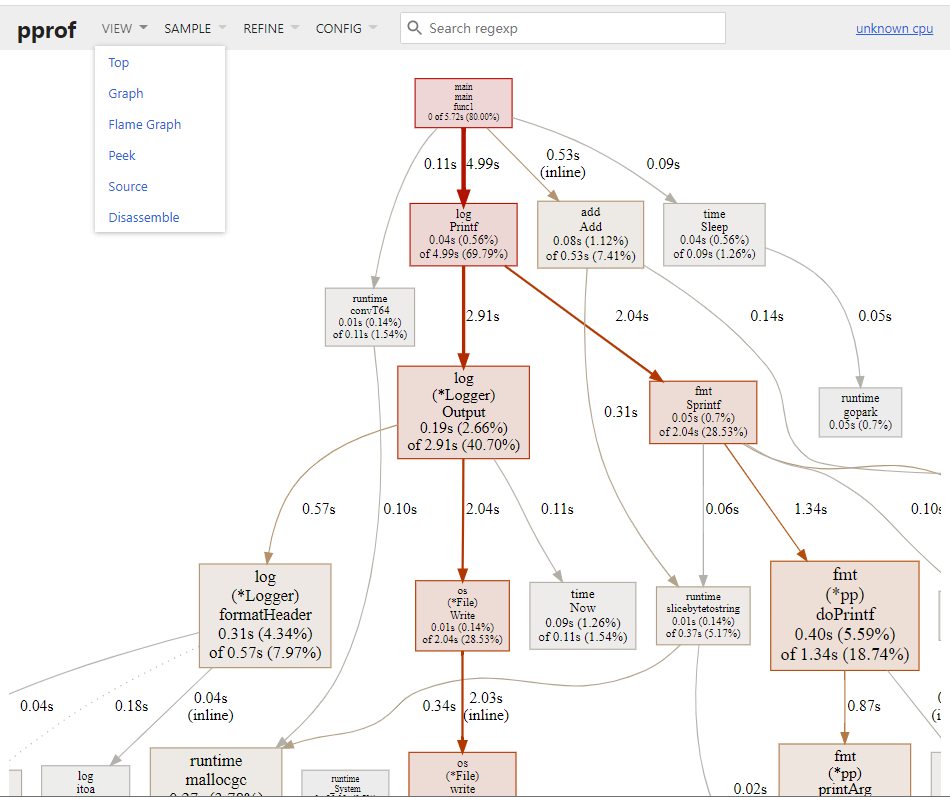 pprof
VIEW
SAMPLE
REFINE
CONFIG
Search regexp
unknown cpu
Top
Graph
Flame Graph
Peek
Source
Disassemble
main
main
func1
0 of 5.72s (80.00%)
0.11s
4.99s
0.53s
(inline)
0.09s
log
Printf
0.04s (0.56%)
of 4.99s (69.79%)
add
Add
0.08s (1.12%)
of 0.53s (7.41%)
time
Sleep
0.04s (0.56%)
of 0.09s (1.26%)
runtime
convT64
0.01s (0.14%)
of 0.11s (1.54%)
2.91s
2.04s
0.14s
0.05s
log
(*Logger)
Output
0.19s (2.66%)
of 2.91s (40.70%)
0.31s
fmt
Sprintf
0.05s (0.7%)
of 2.04s (28.53%)
runtime
gopark
0.05s (0.7%)
0.57s
0.10s
2.04s
0.11s
0.06s
1.34s
0.10s
log
(*Logger)
formatHeader
0.31s (4.34%)
of 0.57s (7.97%)
os
(*File)
Write
0.01s (0.14%)
of 2.04s (28.53%)
time
Now
0.09s (1.26%)
of 0.11s (1.54%)
runtime
slicebytetostring
0.01s (0.14%)
of 0.37s (5.17%)
fmt
(*pp)
doPrintf
0.40s (5.59%)
of 1.34s (18.74%)
0.04s
0.18s
0.04s
(inline)
0.34s
2.03s
(inline)
0.87s
log
itoa
runtime
mallocgc
runtime
System
os
(*File)
write
0.02s
fmt
(*pp)
printArg